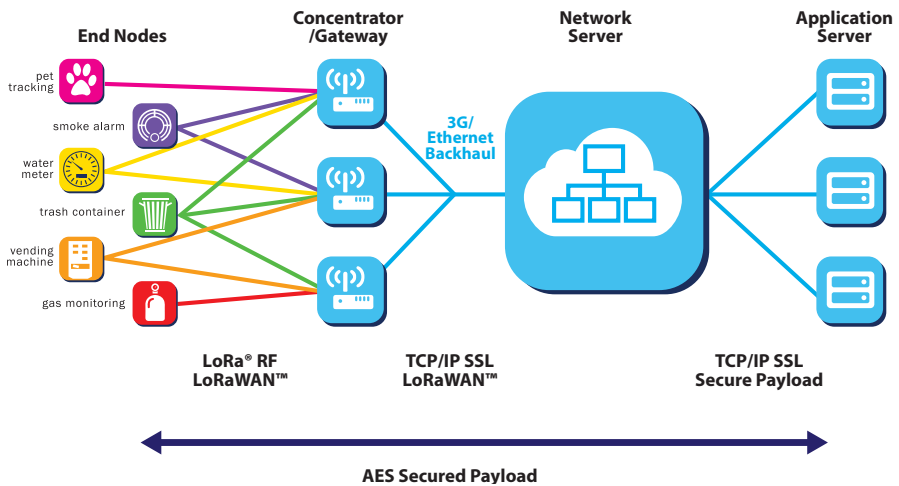 End Nodes
Concentrator
/Gateway
Network
Server
Application
Server
pet
tracking
smoke alarm
water
meter
trash container
vending
machine
gas monitoring
3G/
Ethernet
Backhaul
LoRa® RF
LoRaWAN™
TCP/IP SSL
LoRaWAN™
TCP/IP SSL
Secure Payload
AES Secured Payload